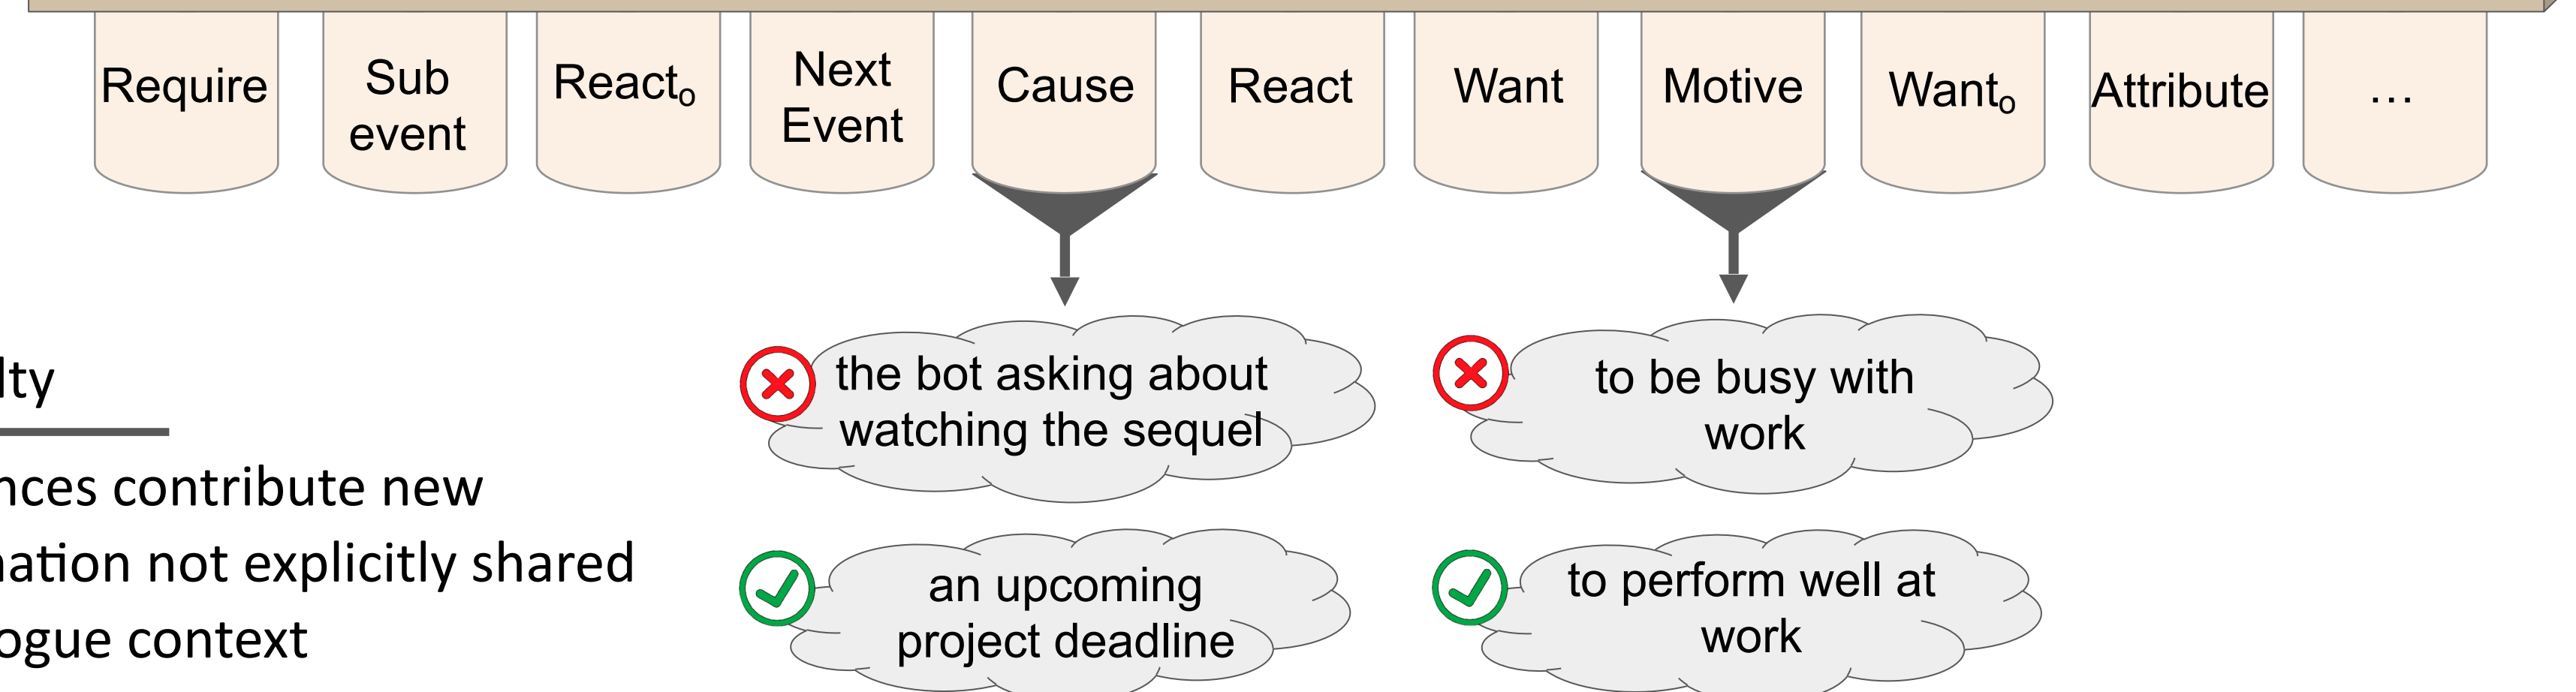 Require
Sub
event
Reactₒ
Next
Event
Cause
React
Want
Motive
Wantₒ
Attribute
…
lty
nces contribute new
nation not explicitly shared
ogue context
the bot asking about
watching the sequel
an upcoming
project deadline
to be busy with
work
to perform well at
work